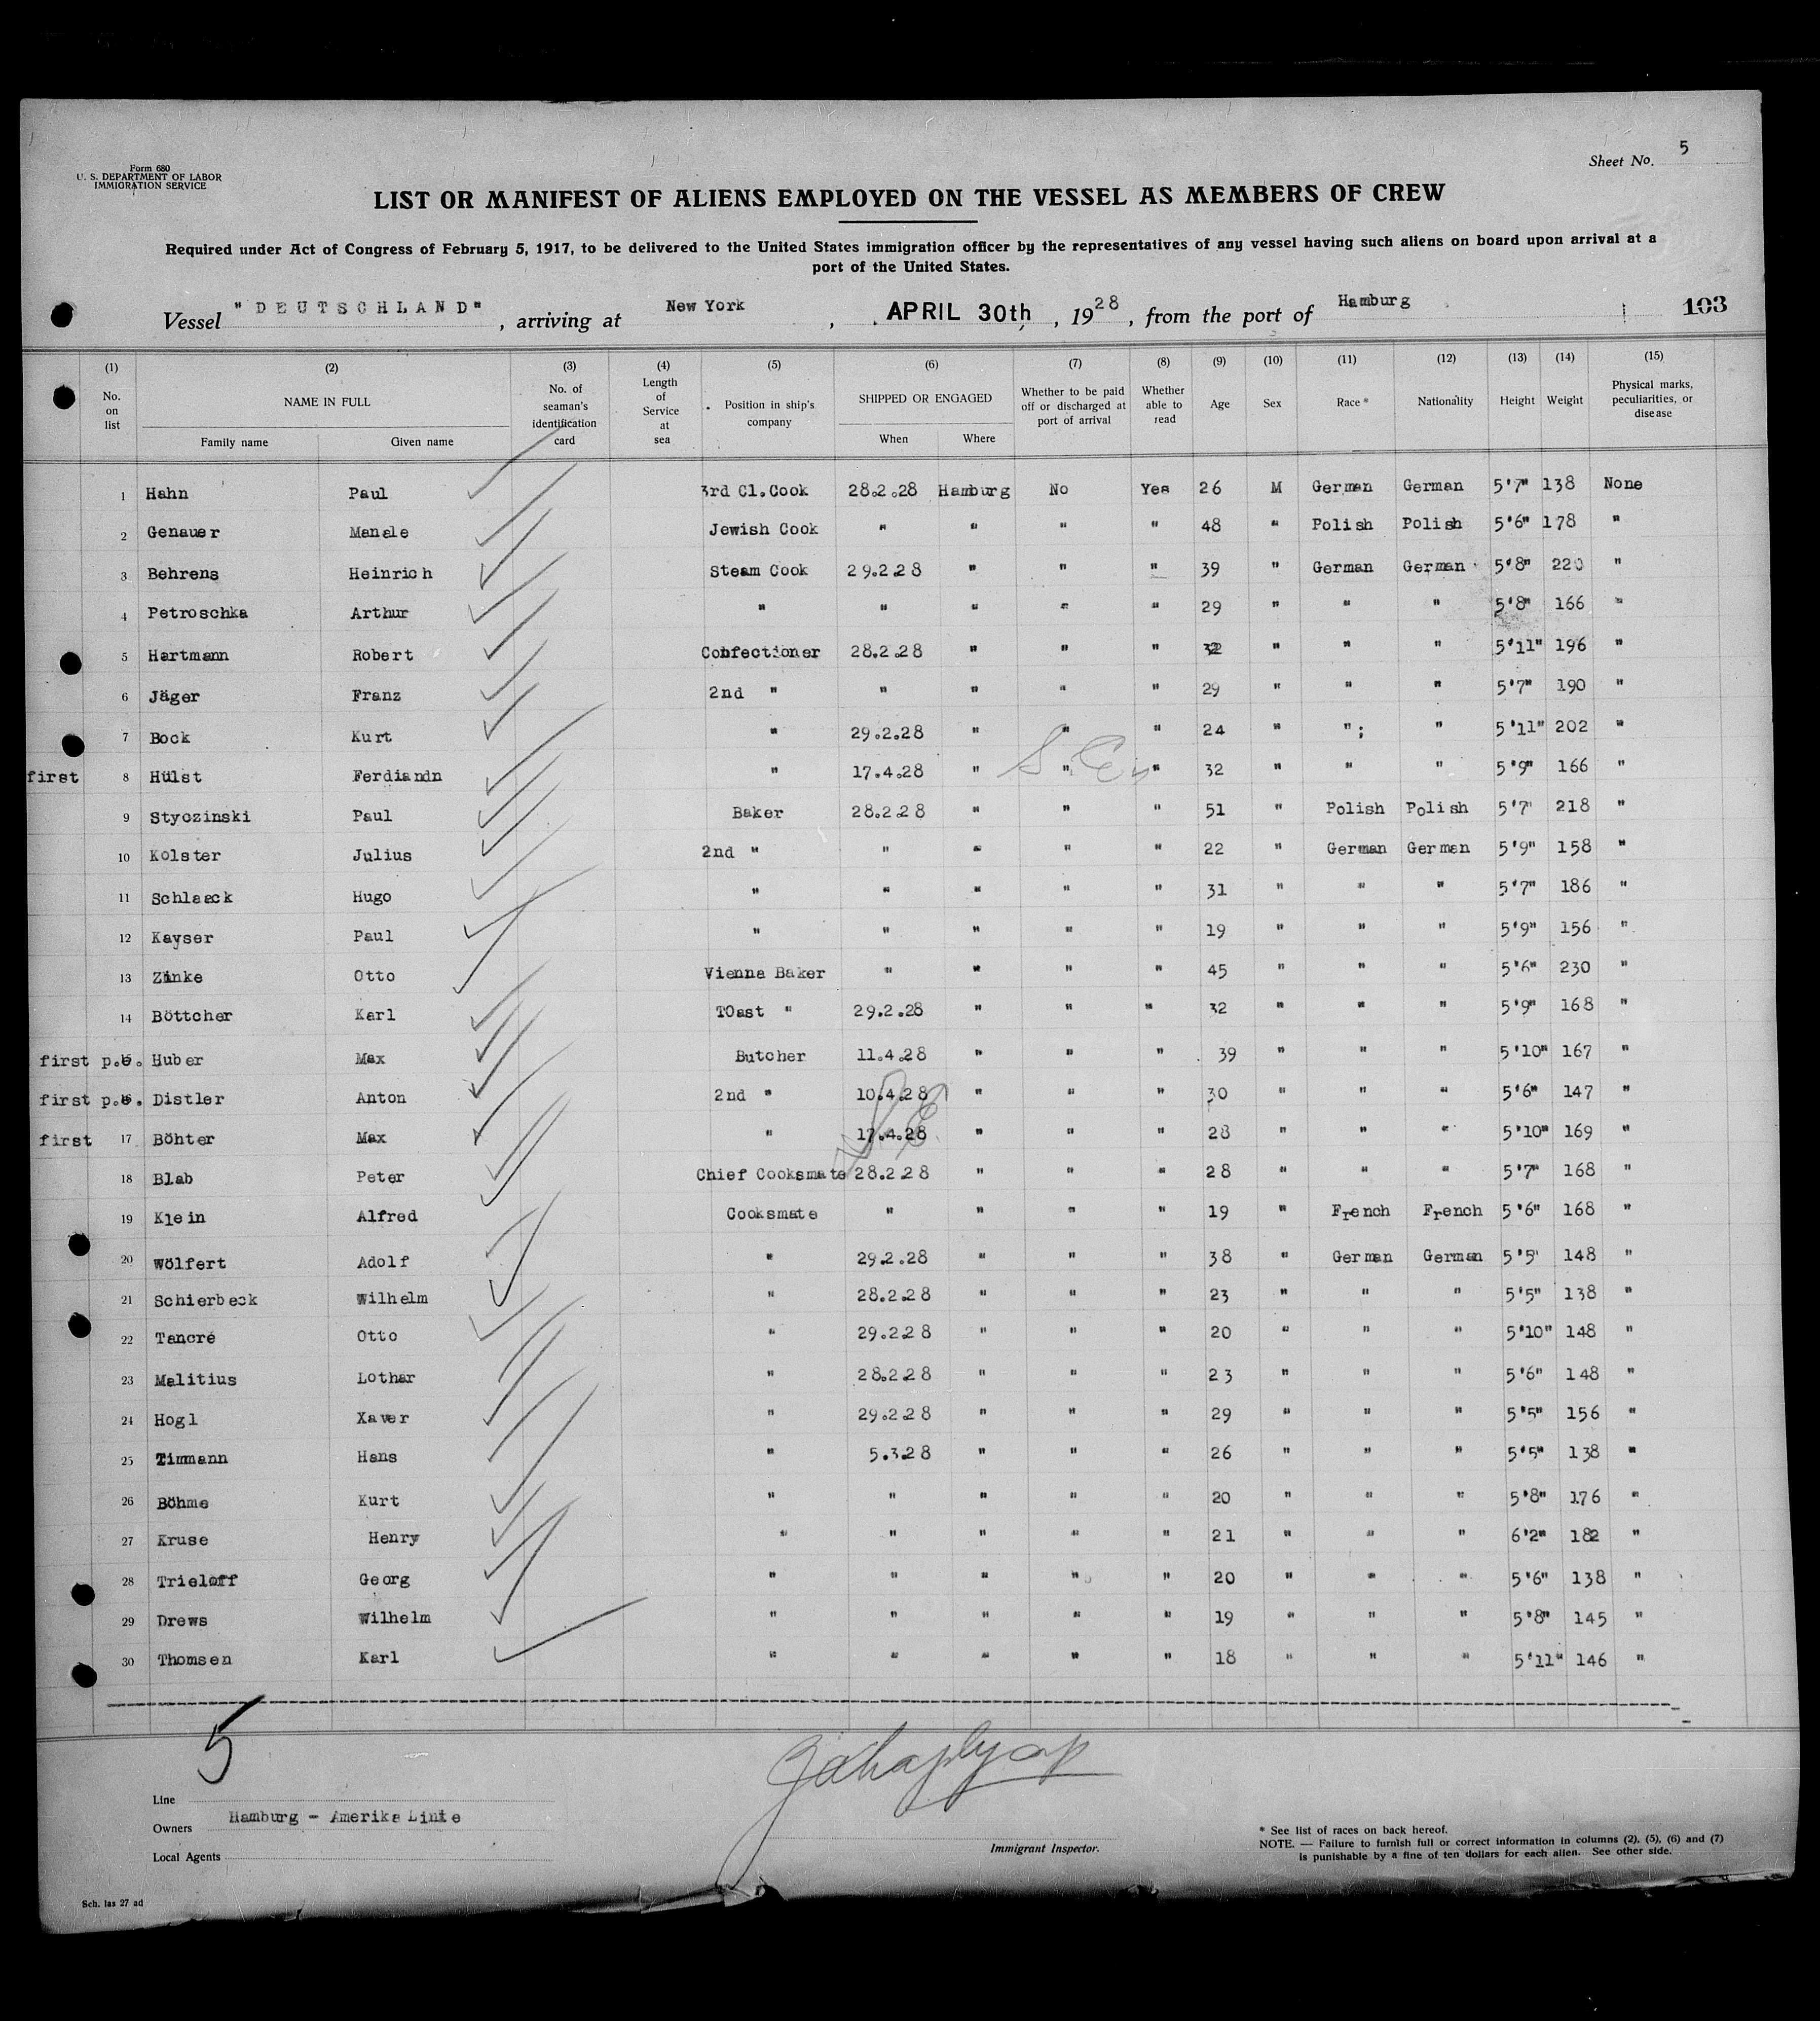 Form 680
U. S. DEPARTMENT OF LABOR
IMMIGRATION SERVICE
Sheet No. 5
LIST OR MANIFEST OF ALIENS EMPLOYED ON THE VESSEL AS MEMBERS OF CREW
Required under Act of Congress of February 5, 1917, to be delivered to the United States immigration officer by the representatives of any vessel having such aliens on board upon arrival at a
port of the United States.
Vessel "DEUTSCHLAND", arriving at New York, APRIL 30th, 1928, from the port of Hamburg 103
(1) (2) (3) (4) (5) (6) (7) (8) (9) (10) (11) (12) (13) (14) (15)
No. on list NAME IN FULL Family name Given name No. of seaman's identification card Length of Service at sea Position in ship's company SHIPPED OR ENGAGED When Where Whether to be paid off or discharged at port of arrival Whether able to read Age Sex Race* Nationality Height Weight Physical marks, peculiarities, or disease
1 Hahn Paul 3rd Cl.Cook 28.2.28 Hamburg No Yes 26 M German German 5'7" 138 None
2 Genauer Manele Jewish Cook " " " " 48 " Polish Polish 5'6" 178 "
3 Behrens Heinrich Steam Cook 29.2.28 " " " 39 " German German 5'8" 220 "
4 Petroschka Arthur " " " " " 29 " " " 5'8" 166 "
5 Hartmann Robert Confectioner 28.2.28 " " " 32 " " " 5'11" 196 "
6 Jäger Franz 2nd " " " " " 29 " " " 5'7" 190 "
7 Bock Kurt " 29.2.28 " " " 24 " "; " 5'11" 202 "
first 8 Hülst Ferdiandn " 17.4.28 " " " 32 " " " 5'9" 166 "
9 Styczinski Paul Baker 28.2.28 " " " 51 " Polish Polish 5'7' 218 "
10 Kolster Julius 2nd " " " " " 22 " German German 5'9" 158 "
11 Schlaeck Hugo " " " " " 31 " " " 5'7" 186 "
12 Kayser Paul " " " " " 19 " " " 5'9" 156 "
13 Zinke Otto Vienna Baker " " " " 45 " " " 5'6" 230 "
14 Böttcher Karl TOast " 29.2.28 " " " 32 " " " 5'9" 168 "
first p.e. 15 Huber Max Butcher 11.4.28 " " " 39 " " 5'10" 167 "
first p.e. 16 Distler Anton 2nd " 10.4.28 " " " 30 " " " 5'6" 147 "
first 17 Böhter Max " 17.4.28 " " " 28 " " " 5'10" 169 "
18 Blab Peter Chief Cooksmate 28.2.28 " " " 28 " " " 5'7" 168 "
19 Klein Alfred Cooksmate " " " " 19 " French French 5'6" 168 "
20 Wölfert Adolf " 29.2.28 " " " 38 " German German 5'5' 148 "
21 Schierbeck Wilhelm " 28.2.28 " " " 23 " " " 5'5" 138 "
22 Tancré Otto " 29.2.28 " " " 20 " " " 5'10" 148 "
23 Malitius Lothar " 28.2.28 " " " 23 " " " 5'6" 148 "
24 Hogl Xaver " 29.2.28 " " " 29 " " " 5'5" 156 "
25 Timmann Hans " 5.3.28 " " " 26 " " " 5'5" 138 "
26 Böhme Kurt " " " " " 20 " " " 5'8" 176 "
27 Kruse Henry " " " " " 21 " " " 6'2" 182 "
28 Trieloff Georg " " " " " 20 " " " 5'6" 138 "
29 Drews Wilhelm " " " " " 19 " " " 5'8" 145 "
30 Thomsen Karl " " " " " 18 " " " 5'11" 146 "
5
Line
Owners Hamburg - Amerika Linie
Local Agents
Immigrant Inspector.
* See list of races on back hereof.
NOTE. — Failure to furnish full or correct information in columns (2), (5), (6) and (7)
is punishable by a fine of ten dollars for each alien. See other side.
Sch. las 27 ad